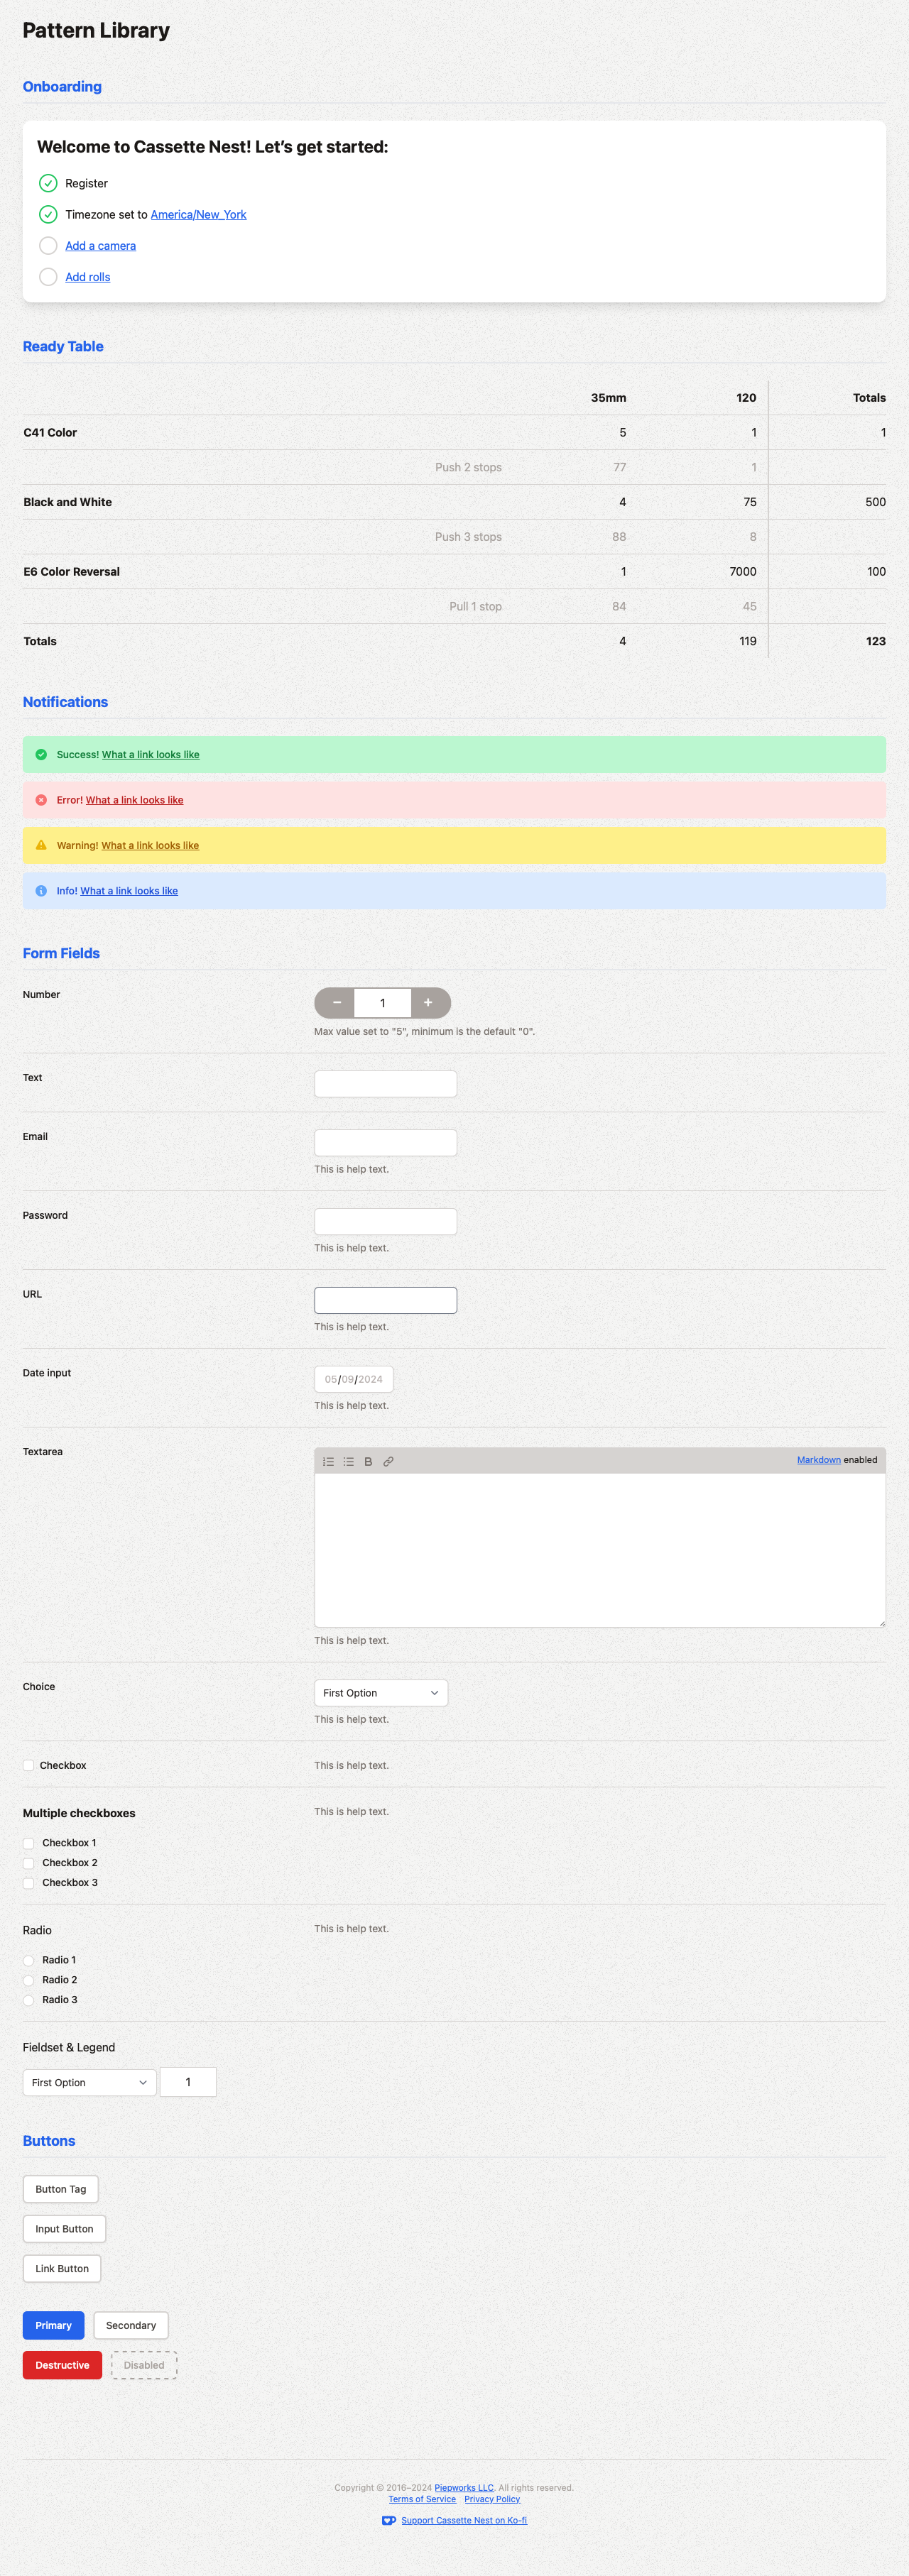 Pattern Library
Onboarding
Welcome to Cassette Nest! Let’s get started:
Register
Timezone set to America/New_York
Add a camera
Add rolls
Ready Table
35mm 120 Totals
C41 Color 5 1 1
Push 2 stops 77 1
Black and White 4 75 500
Push 3 stops 88 8
E6 Color Reversal 1 7000 100
Pull 1 stop 84 45
Totals 4 119 123
Notifications
Success! What a link looks like
Error! What a link looks like
Warning! What a link looks like
Info! What a link looks like
Form Fields
Number
− 1 +
Max value set to "5", minimum is the default "0".
Text
Email
This is help text.
Password
This is help text.
URL
This is help text.
Date input
05/09/2024
This is help text.
Textarea
B Markdown enabled
This is help text.
Choice
First Option
This is help text.
Checkbox This is help text.
Multiple checkboxes This is help text.
Checkbox 1
Checkbox 2
Checkbox 3
Radio This is help text.
Radio 1
Radio 2
Radio 3
Fieldset & Legend
First Option 1
Buttons
Button Tag
Input Button
Link Button
Primary Secondary
Destructive Disabled
Copyright © 2016–2024 Piepworks LLC. All rights reserved.
Terms of Service Privacy Policy
Support Cassette Nest on Ko-fi